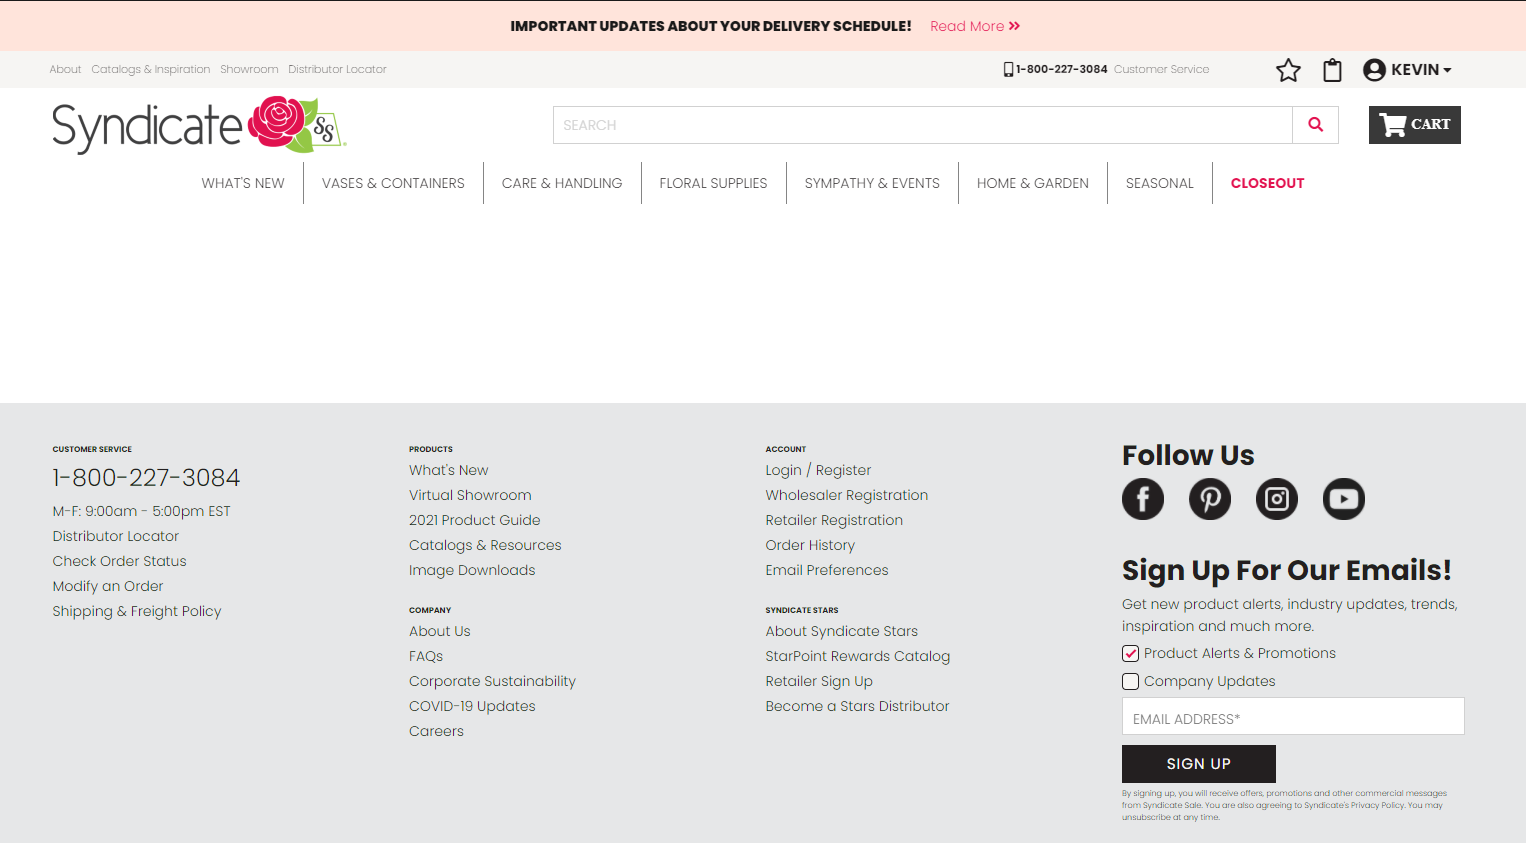 IMPORTANT UPDATES ABOUT YOUR DELIVERY SCHEDULE! Read More
About Catalogs & Inspiration Showroom Distributor Locator
1-800-227-3084 Customer Service
KEVIN
Syndicate SS
SEARCH
CART
WHAT'S NEW
VASES & CONTAINERS
CARE & HANDLING
FLORAL SUPPLIES
SYMPATHY & EVENTS
HOME & GARDEN
SEASONAL
CLOSEOUT
CUSTOMER SERVICE
1-800-227-3084
M-F: 9:00am - 5:00pm EST
Distributor Locator
Check Order Status
Modify an Order
Shipping & Freight Policy
PRODUCTS
What's New
Virtual Showroom
2021 Product Guide
Catalogs & Resources
Image Downloads
COMPANY
About Us
FAQs
Corporate Sustainability
COVID-19 Updates
Careers
ACCOUNT
Login / Register
Wholesaler Registration
Retailer Registration
Order History
Email Preferences
SYNDICATE STARS
About Syndicate Stars
StarPoint Rewards Catalog
Retailer Sign Up
Become a Stars Distributor
Follow Us
Sign Up For Our Emails!
Get new product alerts, industry updates, trends,
inspiration and much more.
Product Alerts & Promotions
Company Updates
EMAIL ADDRESS*
SIGN UP
By signing up, you will receive offers, promotions and other commercial messages
from Syndicate Sale. You are also agreeing to Syndicate's Privacy Policy. You may
unsubscribe at any time.